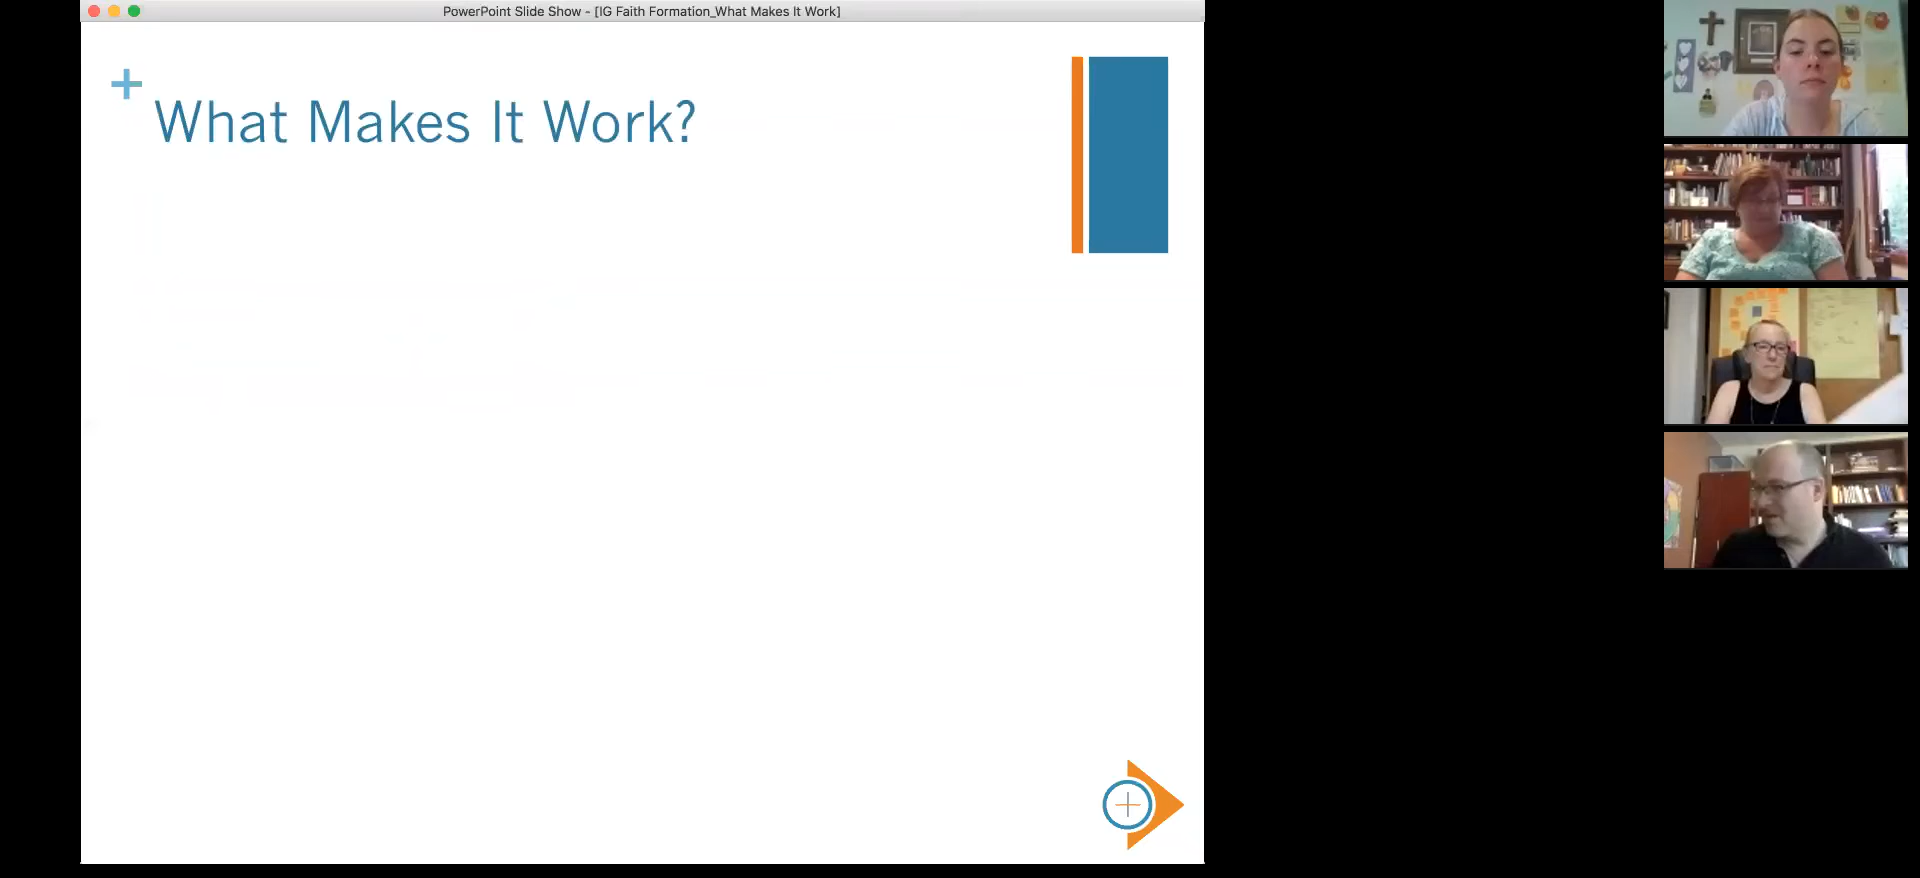 PowerPoint Slide Show - [IG Faith Formation_What Makes It Work]
What Makes It Work?